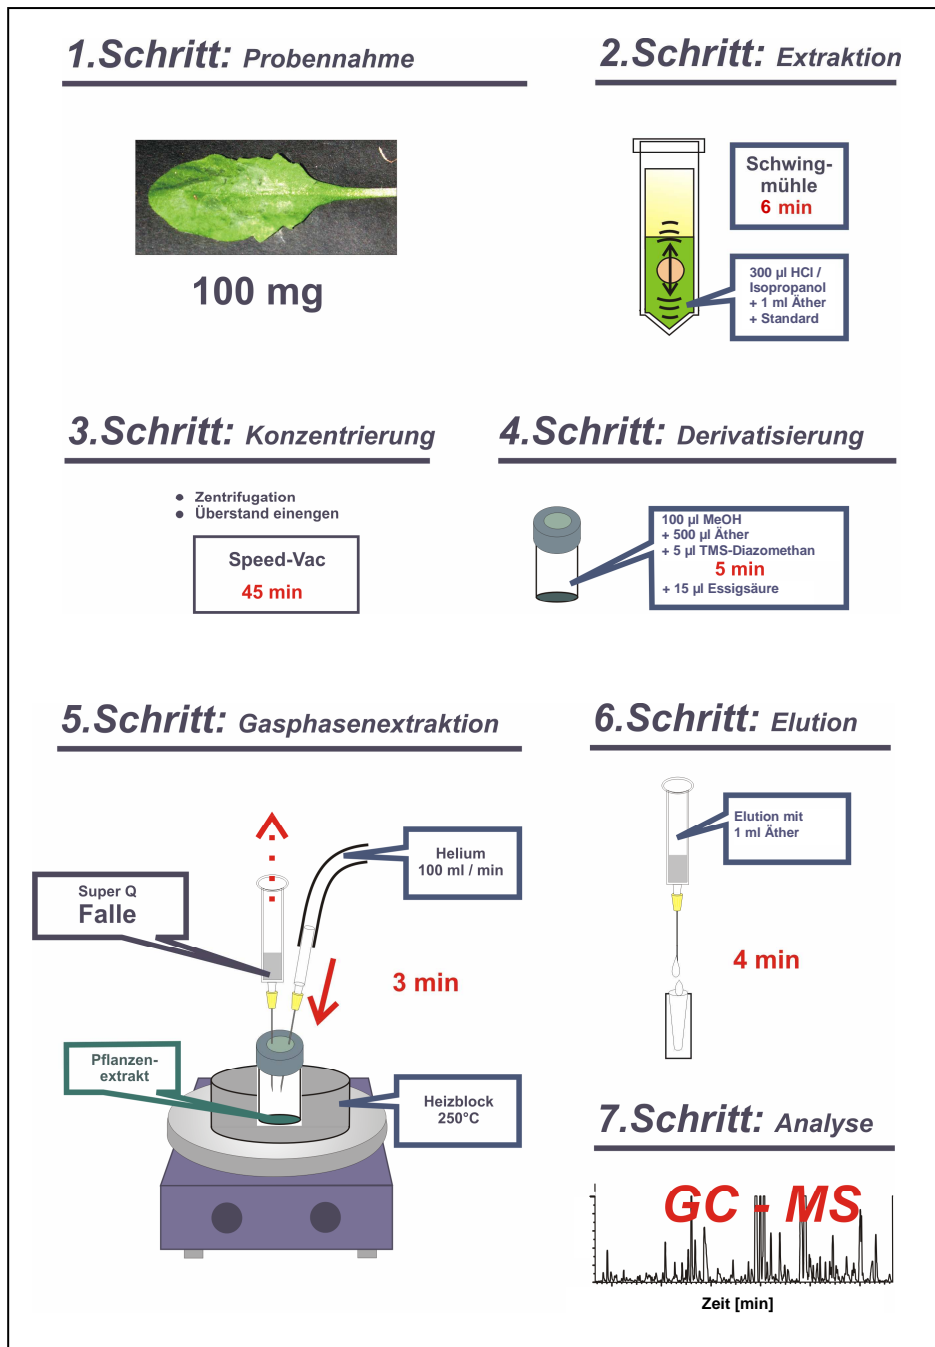 1.Schritt: Probennahme
100 mg
2.Schritt: Extraktion
Schwing-
mühle
6 min
300 µl HCl /
Isopropanol
+ 1 ml Äther
+ Standard
3.Schritt: Konzentrierung
Zentrifugation
Überstand einengen
Speed-Vac
45 min
4.Schritt: Derivatisierung
100 µl MeOH
+ 500 µl Äther
+ 5 µl TMS-Diazomethan
5 min
+ 15 µl Essigsäure
5.Schritt: Gasphasenextraktion
Helium
100 ml / min
Super Q
Falle
3 min
Pflanzen-
extrakt
Heizblock
250°C
6.Schritt: Elution
Elution mit
1 ml Äther
4 min
7.Schritt: Analyse
GC - MS
Zeit [min]